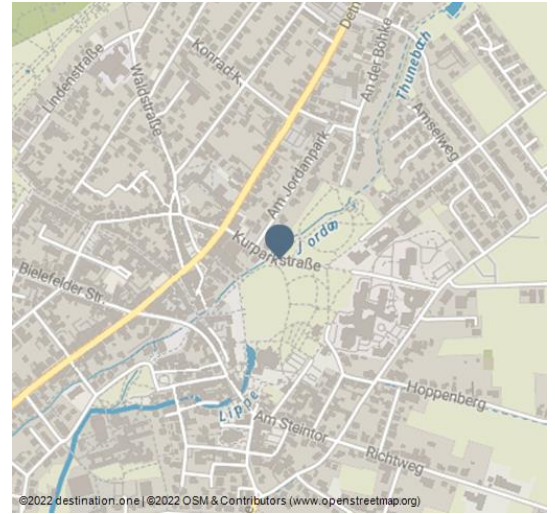 Lindenstraße
Waldstraße
Konrad-K.
An der Bohke
Thunebach
Amselweg
Am Jordanpark
Jordan
Kurparkstraße
Bielefelder Str.
Lippe
Hoppenberg
Am Steintor
Richtweg
©2022 destination.one | ©2022 OSM & Contributors (www.openstreetmap.org)